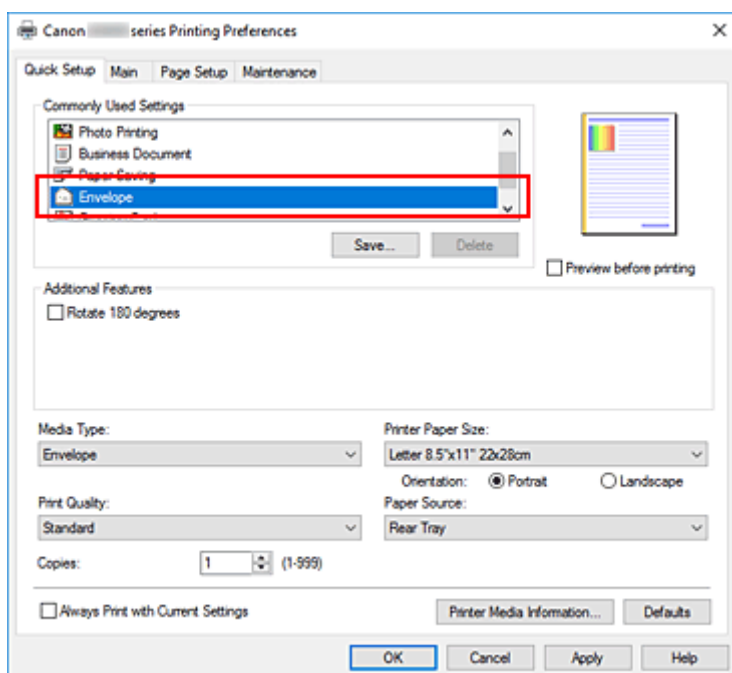 Canon series Printing Preferences
Quick Setup Main Page Setup Maintenance
Commonly Used Settings
Photo Printing
Business Document
Paper Saving
Envelope
Save... Delete
Preview before printing
Additional Features
Rotate 180 degrees
Media Type: Printer Paper Size:
Envelope Letter 8.5"x11" 22x28cm
Orientation: Portrait Landscape
Print Quality: Paper Source:
Standard Rear Tray
Copies: 1 (1-999)
Always Print with Current Settings Printer Media Information... Defaults
OK Cancel Apply Help